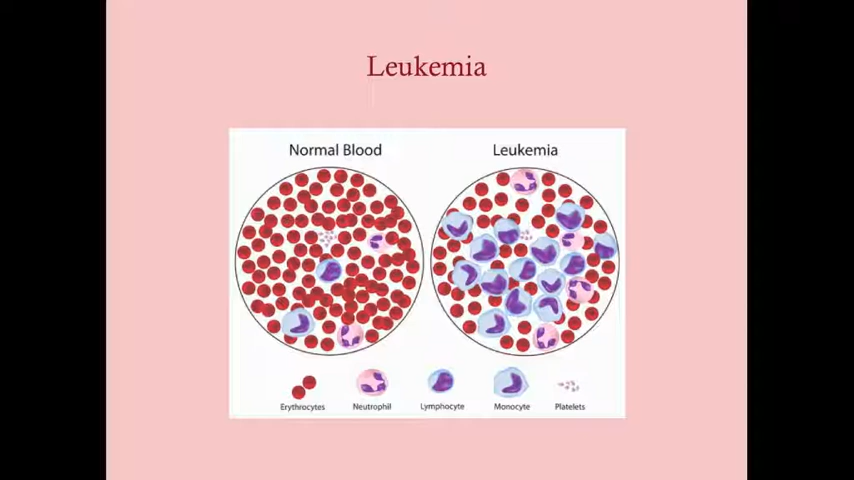 Leukemia
Normal Blood
Leukemia
Erythrocytes
Neutrophil
Lymphocyte
Monocyte
Platelets